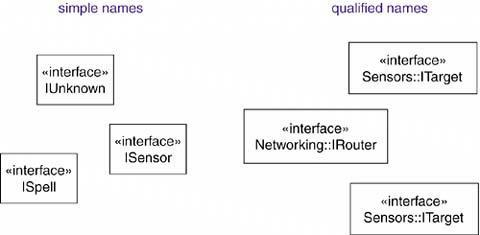 simple names
qualified names
«interface»
IUnknown
«interface»
Sensors::ITarget
«interface»
ISensor
«interface»
Networking::IRouter
«interface»
ISpell
«interface»
Sensors::ITarget